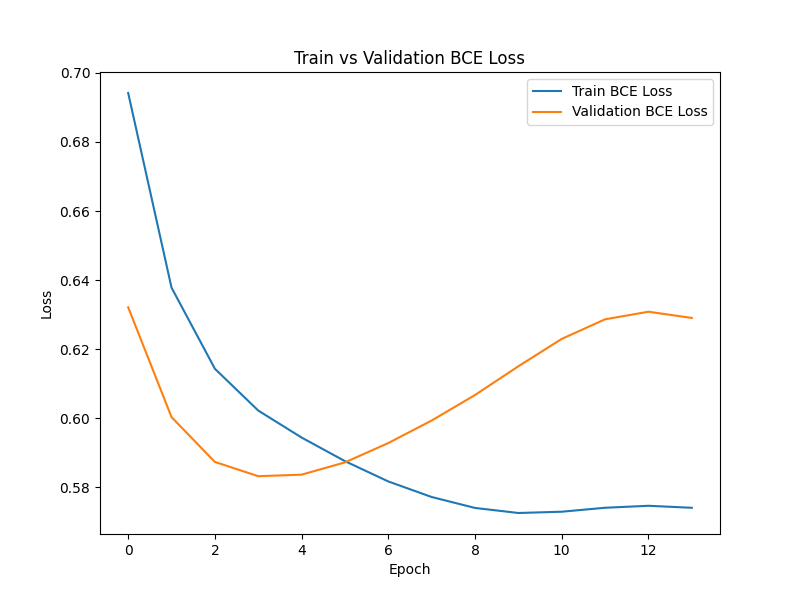 Train vs Validation BCE Loss
Train BCE Loss
Validation BCE Loss
0.70
0.68
0.66
0.64
0.62
0.60
0.58
Loss
0 2 4 6 8 10 12
Epoch